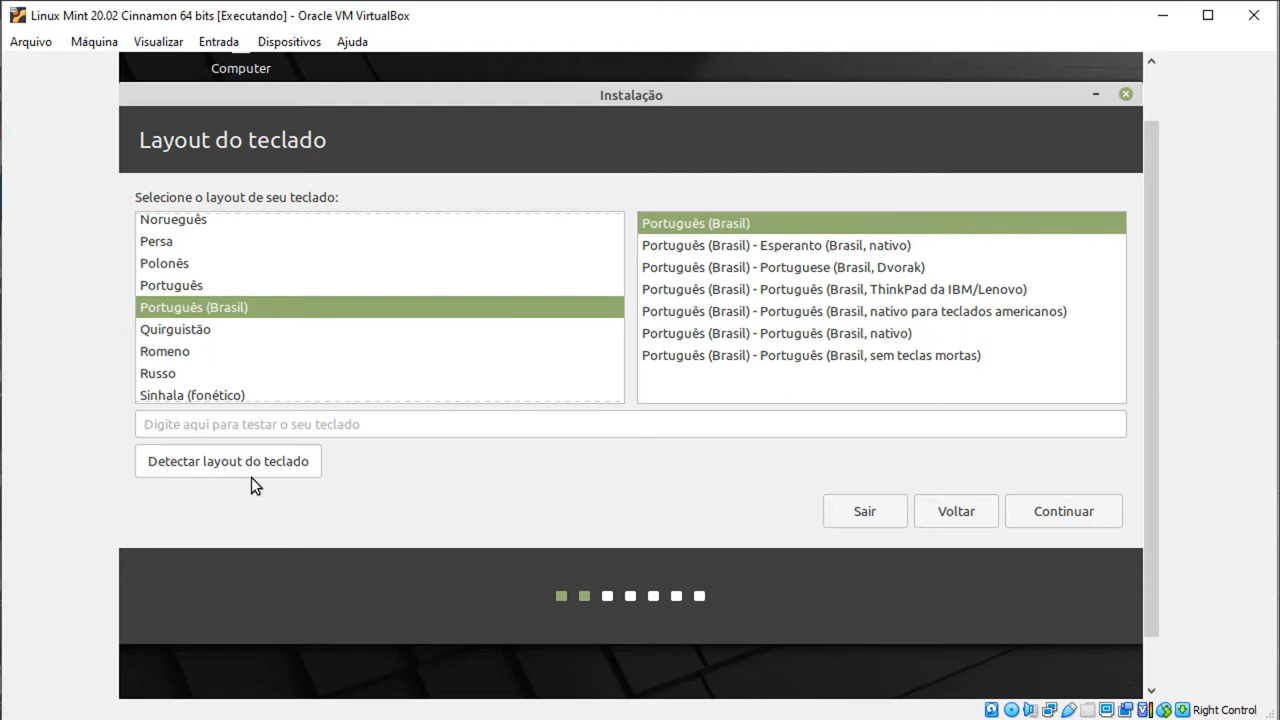 Linux Mint 20.02 Cinnamon 64 bits [Executando] - Oracle VM VirtualBox
Arquivo Máquina Visualizar Entrada Dispositivos Ajuda
Computer
Instalação
Layout do teclado
Selecione o layout de seu teclado:
Norueguês
Persa
Polonês
Português
Português (Brasil)
Quirguistão
Romeno
Russo
Sinhala (fonético)
Português (Brasil)
Português (Brasil) - Esperanto (Brasil, nativo)
Português (Brasil) - Portuguese (Brasil, Dvorak)
Português (Brasil) - Português (Brasil, ThinkPad da IBM/Lenovo)
Português (Brasil) - Português (Brasil, nativo para teclados americanos)
Português (Brasil) - Português (Brasil, nativo)
Português (Brasil) - Português (Brasil, sem teclas mortas)
Digite aqui para testar o seu teclado
Detectar layout do teclado
Sair Voltar Continuar
Right Control